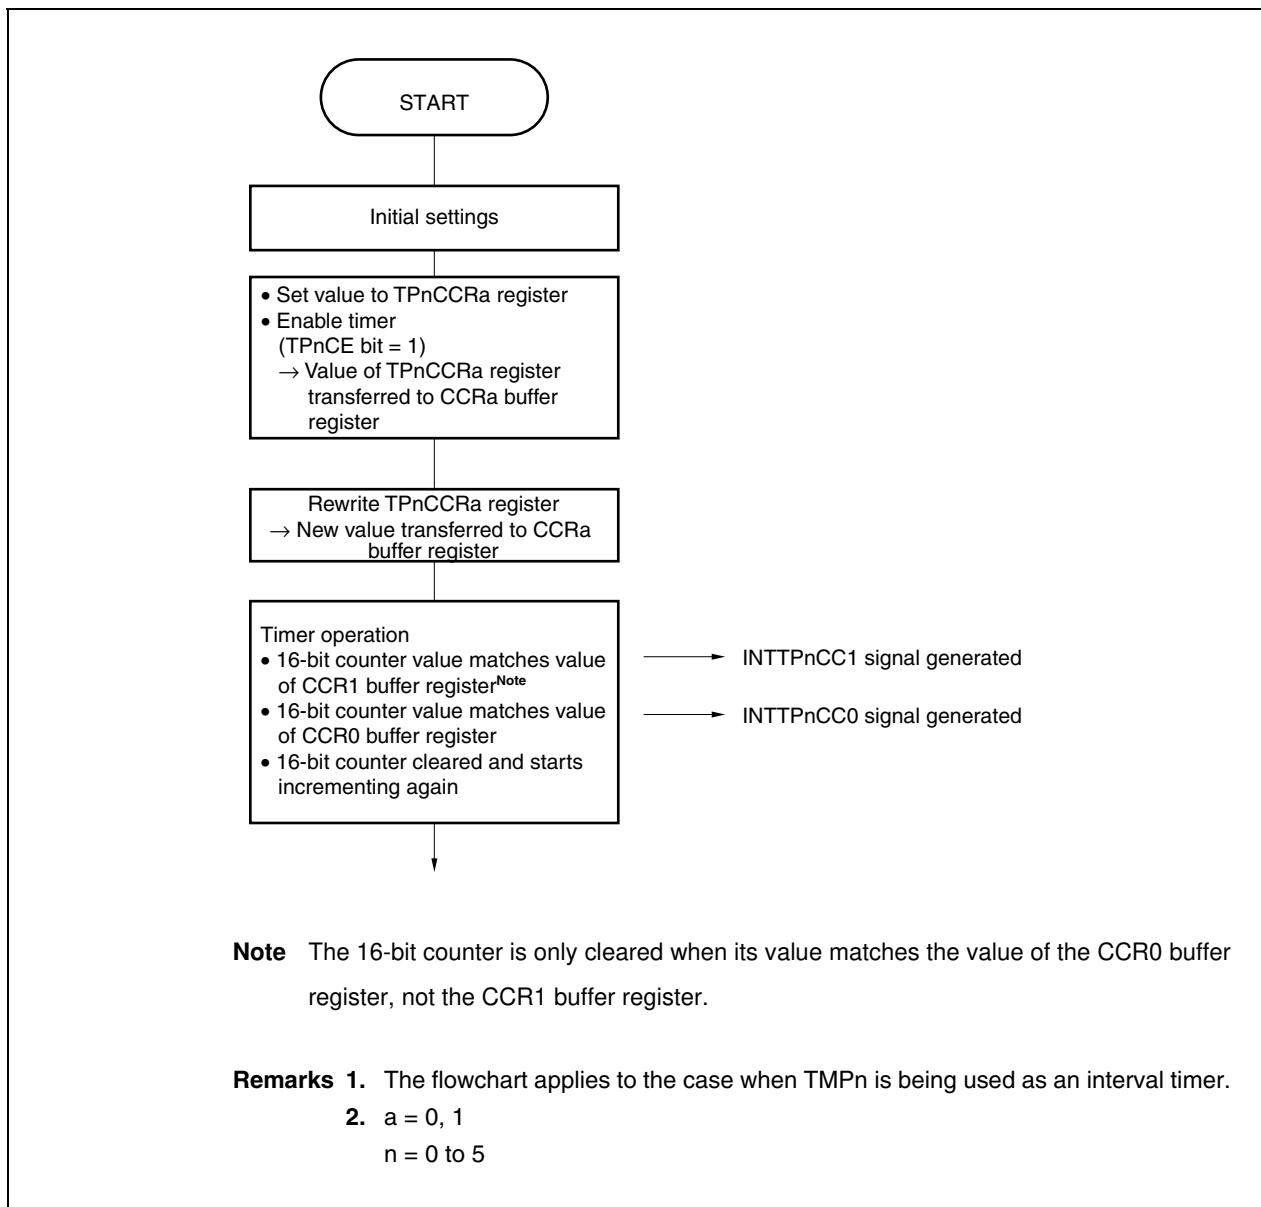 START
Initial settings
• Set value to TPnCCRa register
• Enable timer
(TPnCE bit = 1)
→ Value of TPnCCRa register
transferred to CCRa buffer
register
Rewrite TPnCCRa register
→ New value transferred to CCRa
buffer register
Timer operation
• 16-bit counter value matches value
of CCR1 buffer registerNote
• 16-bit counter value matches value
of CCR0 buffer register
• 16-bit counter cleared and starts
incrementing again
INTTPnCC1 signal generated
INTTPnCC0 signal generated
Note The 16-bit counter is only cleared when its value matches the value of the CCR0 buffer
register, not the CCR1 buffer register.
Remarks 1. The flowchart applies to the case when TMPn is being used as an interval timer.
2. a = 0, 1
n = 0 to 5